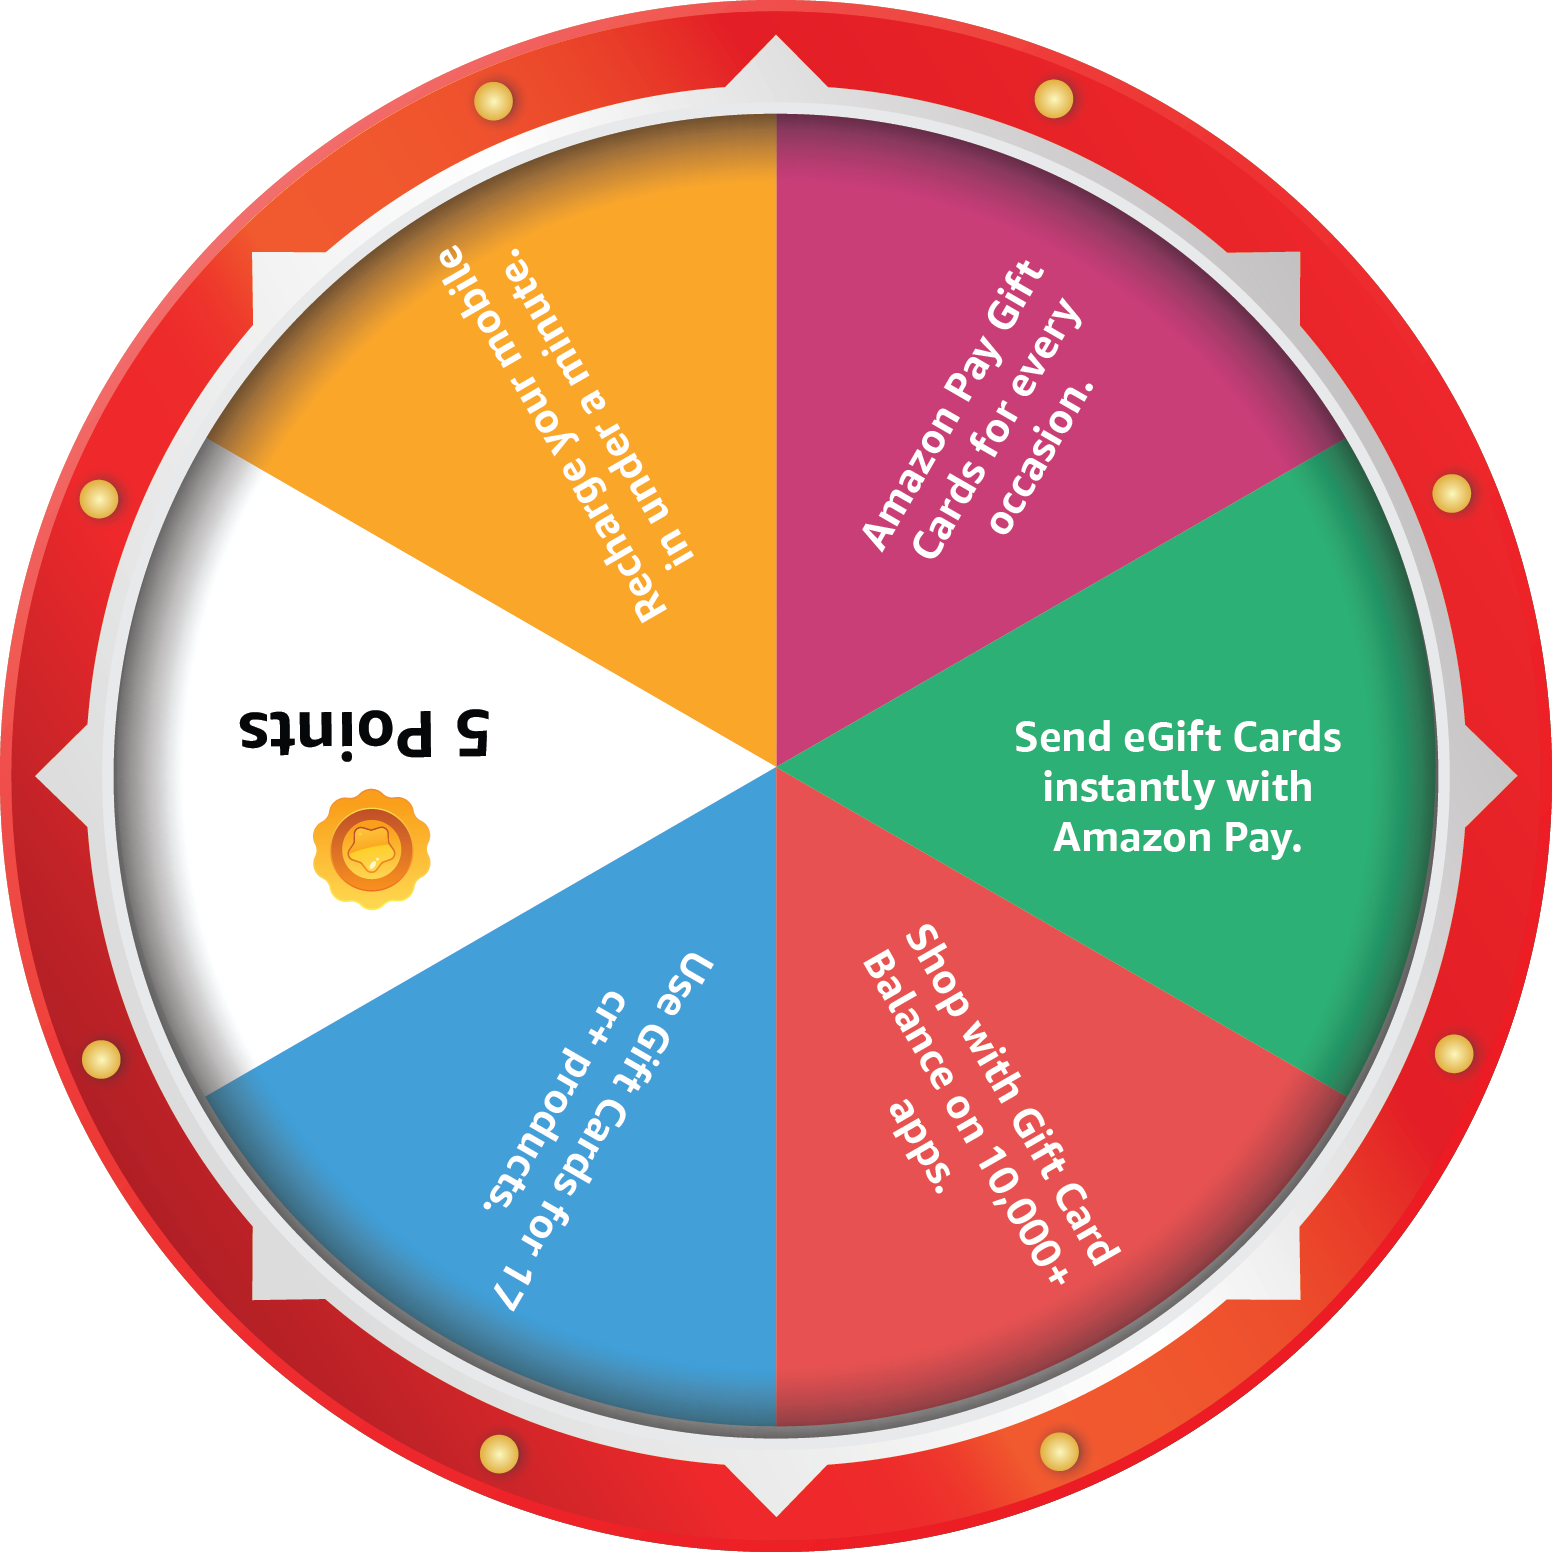 Amazon Pay Gift
Cards for every
occasion.
Send eGift Cards
instantly with
Amazon Pay.
Shop with Gift Card
Balance on 10,000+
apps.
Use Gift Cards for 17
cr+ products.
5 Points
Recharge your mobile
in under a minute.